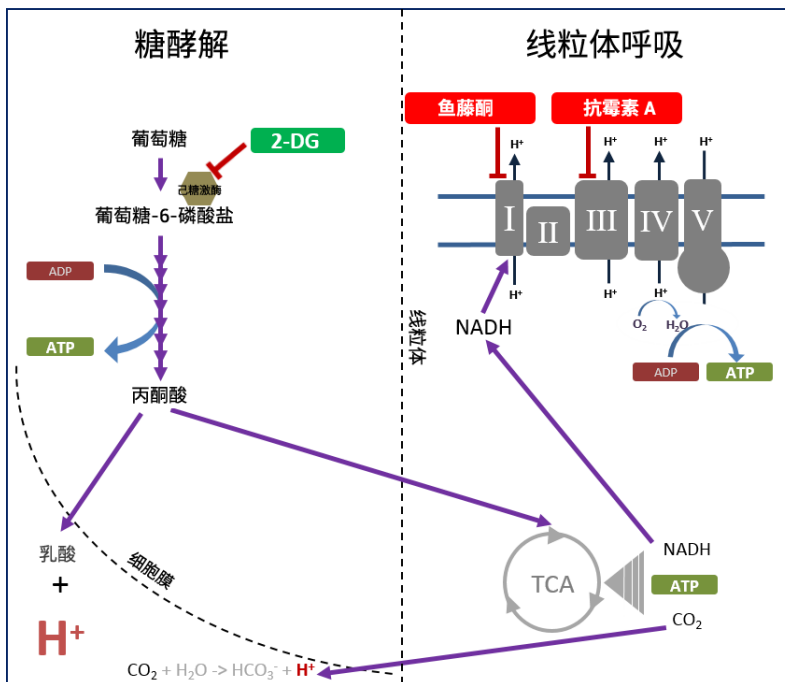 糖酵解
线粒体呼吸
鱼藤酮
抗霉素 A
葡萄糖
2-DG
己糖激酶
葡萄糖-6-磷酸盐
H⁺
H⁺
H⁺
H⁺
I
II
III
IV
V
H⁺
H⁺
H⁺
ADP
ATP
丙酮酸
线粒体
NADH
O₂
H₂O
ADP
ATP
乳酸
+
H⁺
细胞膜
TCA
NADH
ATP
CO₂
CO₂ + H₂O -> HCO₃⁻ + H⁺